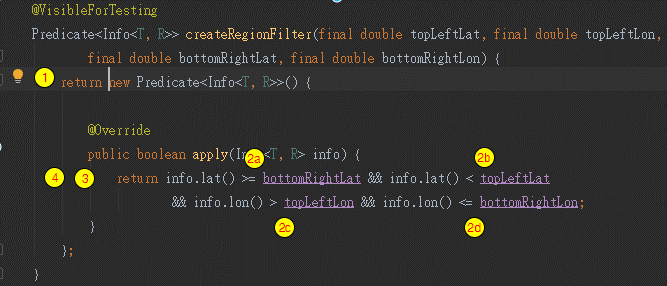 @VisibleForTesting
Predicate<Info<T, R>> createRegionFilter(final double topLeftLat, final double topLeftLon,
final double bottomRightLat, final double bottomRightLon) {
1 return new Predicate<Info<T, R>>() {
@Override
public boolean apply(Info<T, R> info) {
2a 2b
4 3 return info.lat() >= bottomRightLat && info.lat() < topLeftLat
&& info.lon() > topLeftLon && info.lon() <= bottomRightLon;
2c 2d
}
};
}